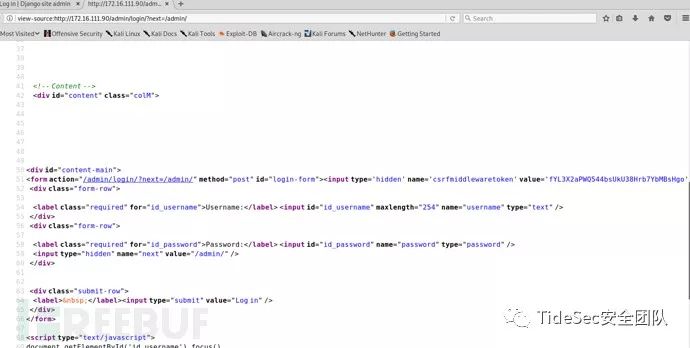 Log in | Django site admin
http://172.16.111.90/adm...
view-source:http://172.16.111.90/admin/login/?next=/admin/
Search
Most Visited
Offensive Security
Kali Linux
Kali Docs
Kali Tools
Exploit-DB
Aircrack-ng
Kali Forums
NetHunter
Getting Started
37
38
39
40
41 <!-- Content -->
42 <div id="content" class="colM">
43
44
45
46
47
48
49
50 <div id="content-main">
51 <form action="/admin/login/?next=/admin/" method="post" id="login-form"><input type='hidden' name='csrfmiddlewaretoken' value='fYL3X2aPWQ544bsUkU38Hrb7YbMBsHgo'
52 <div class="form-row">
53
54 <label class="required" for="id_username">Username:</label> <input id="id_username" maxlength="254" name="username" type="text" />
55 </div>
56 <div class="form-row">
57
58 <label class="required" for="id_password">Password:</label> <input id="id_password" name="password" type="password" />
59 <input type="hidden" name="next" value="/admin/" />
60 </div>
61
62
63 <div class="submit-row">
64 <label>&nbsp;</label><input type="submit" value="Log in" />
65 </div>
66 </form>
67
68 <script type="text/javascript">
69 document.getElementById('id_username').focus()
FREEBUF
TideSec安全团队